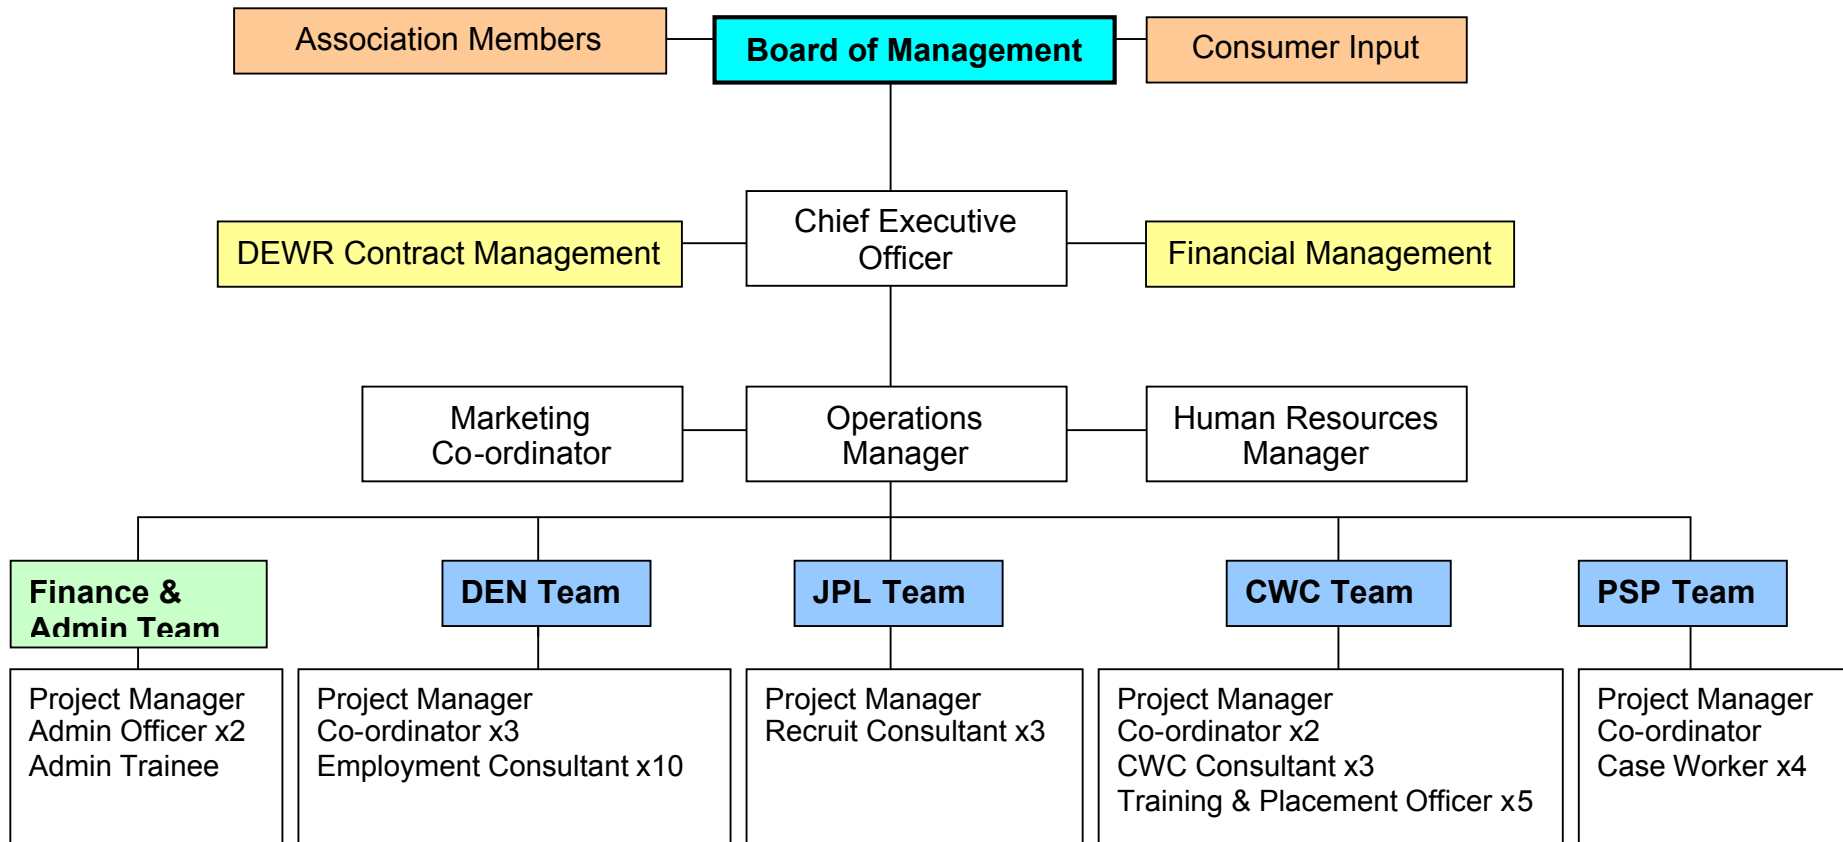 Association Members
Board of Management
Consumer Input
Chief Executive
Officer
DEWR Contract Management
Financial Management
Marketing
Co-ordinator
Operations
Manager
Human Resources
Manager
Finance &
Admin Team
DEN Team
JPL Team
CWC Team
PSP Team
Project Manager
Admin Officer x2
Admin Trainee
Project Manager
Co-ordinator x3
Employment Consultant x10
Project Manager
Recruit Consultant x3
Project Manager
Co-ordinator x2
CWC Consultant x3
Training & Placement Officer x5
Project Manager
Co-ordinator
Case Worker x4